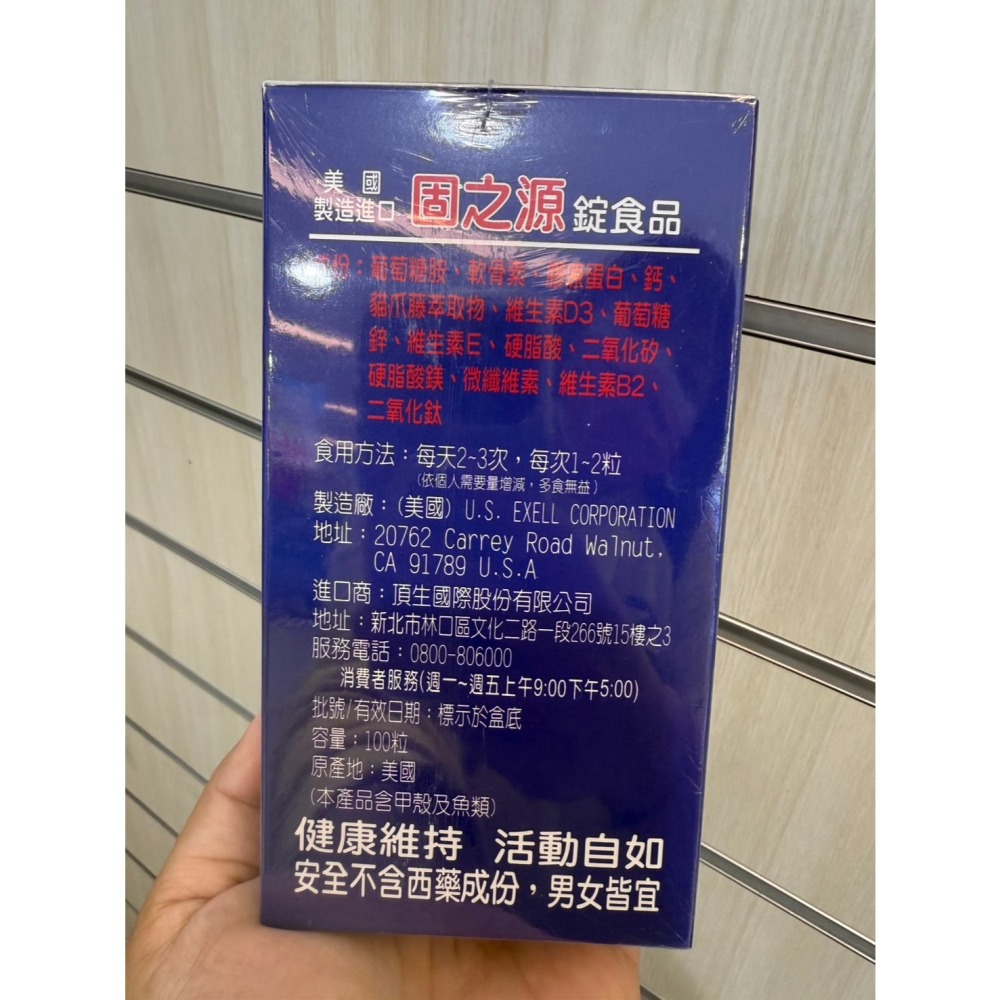 美國
製造進口 固之源 錠食品
成份：葡萄糖胺、軟骨素、膠原蛋白、鈣、
貓爪藤萃取物、維生素D3、葡萄糖
鋅、維生素E、硬脂酸、二氧化矽、
硬脂酸鎂、微纖維素、維生素B2、
二氧化鈦
食用方法：每天2~3次，每次1~2粒
（依個人需要量增減，多食無益）
製造廠：(美國) U.S. EXELL CORPORATION
地址：20762 Carrey Road Walnut,
CA 91789 U.S.A
進口商：頂生國際股份有限公司
地址：新北市林口區文化二路一段266號15樓之3
服務電話：0800-806000
消費者服務(週一~週五上午9:00下午5:00)
批號/有效日期：標示於盒底
容量：100粒
原產地：美國
(本產品含甲殼及魚類)
健康維持 活動自如
安全不含西藥成份，男女皆宜